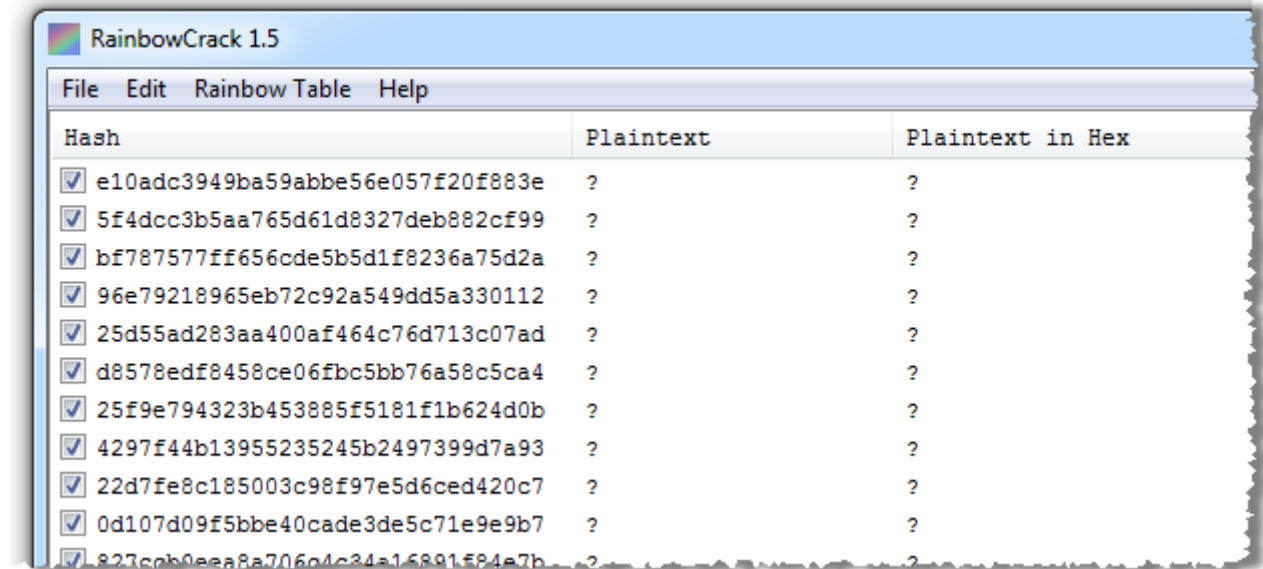 RainbowCrack 1.5
File Edit Rainbow Table Help
Hash Plaintext Plaintext in Hex
e10adc3949ba59abbe56e057f20f883e ? ?
5f4dcc3b5aa765d61d8327deb882cf99 ? ?
bf787577ff656cde5b5d1f8236a75d2a ? ?
96e79218965eb72c92a549dd5a330112 ? ?
25d55ad283aa400af464c76d713c07ad ? ?
d8578edf8458ce06fbc5bb76a58c5ca4 ? ?
25f9e794323b453885f5181f1b624d0b ? ?
4297f44b13955235245b2497399d7a93 ? ?
22d7fe8c185003c98f97e5d6ced420c7 ? ?
0d107d09f5bbe40cade3de5c71e9e9b7 ? ?